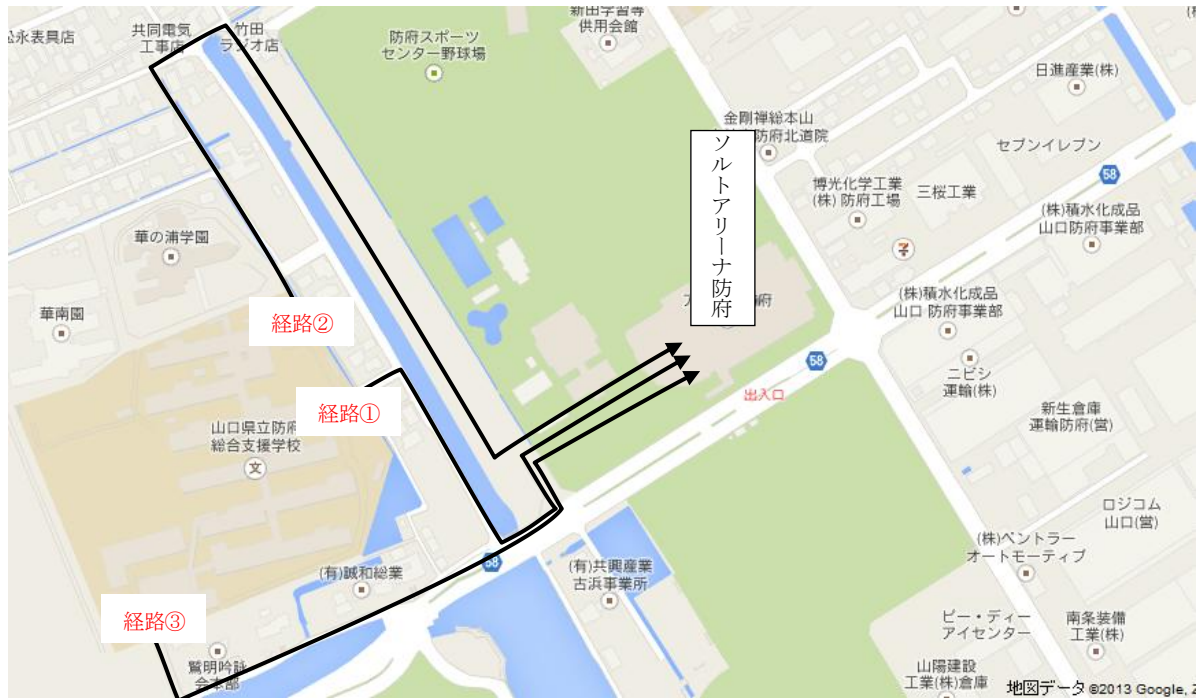 共同電気
工事店
竹田
ラジオ店
松永表具店
防府スポーツ
センター野球場
新田学習等
供用会館
日進産業(株)
金剛禅総本山
防府北道院
セブンイレブン
58
博光化学工業
(株) 防府工場
三桜工業
(株)積水化成品
山口防府事業部
ソルトアリーナ防府
華の浦学園
華南園
経路②
経路①
(株)積水化成品
山口 防府事業部
58
ニビシ
運輸(株)
出入口
新生倉庫
運輸防府(営)
山口県立防府
総合支援学校
文
ロジコム
山口(営)
(株)ベントラー
オートモーティブ
58
(有)誠和総業
(有)共興産業
古浜事業所
経路③
鷲明吟詠
会本部
ピー・ディー
アイセンター
南条装備
工業(株)
山陽建設
工業(株)倉庫
地図データ ©2013 Google, Z